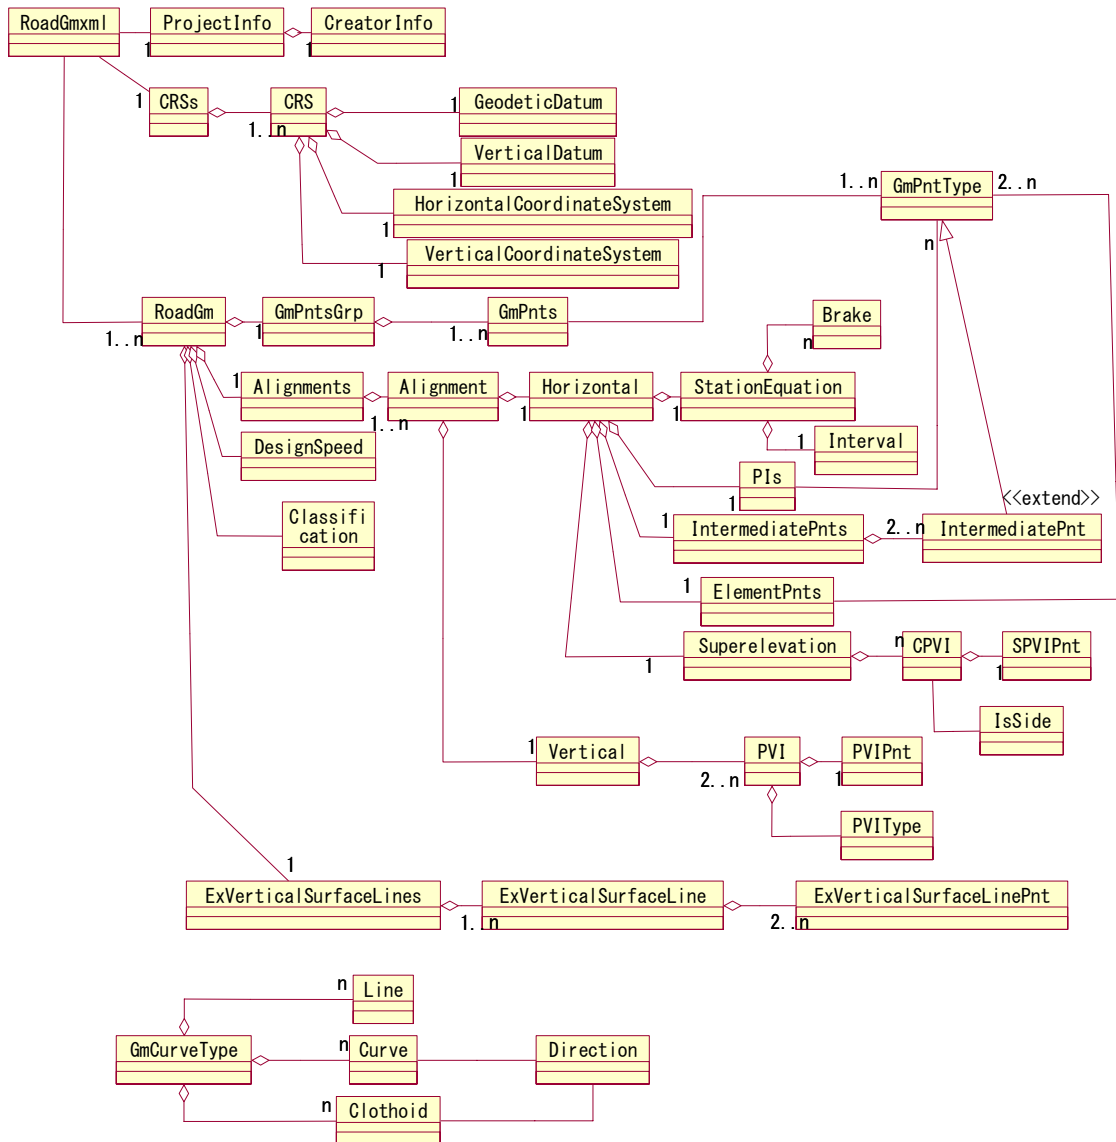 RoadGmxml
ProjectInfo
CreatorInfo
1
1
1
CRSs
CRS
1..n
1
GeodeticDatum
VerticalDatum
1
HorizontalCoordinateSystem
1
VerticalCoordinateSystem
1
1..n
GmPntType
2..n
n
RoadGm
1..n
GmPntsGrp
1
GmPnts
1..n
Brake
n
1
Alignments
Alignment
1..n
Horizontal
1
StationEquation
1
1
Interval
DesignSpeed
PIs
1
Classifi
cation
<<extend>>
1
IntermediatePnts
2..n
IntermediatePnt
1
ElementPnts
Superelevation
1
n
CPVI
SPVIPnt
1
IsSide
1
Vertical
PVI
2..n
PVIPnt
1
PVIType
1
ExVerticalSurfaceLines
ExVerticalSurfaceLine
1..n
ExVerticalSurfaceLinePnt
2..n
n
Line
GmCurveType
n
Curve
Direction
n
Clothoid